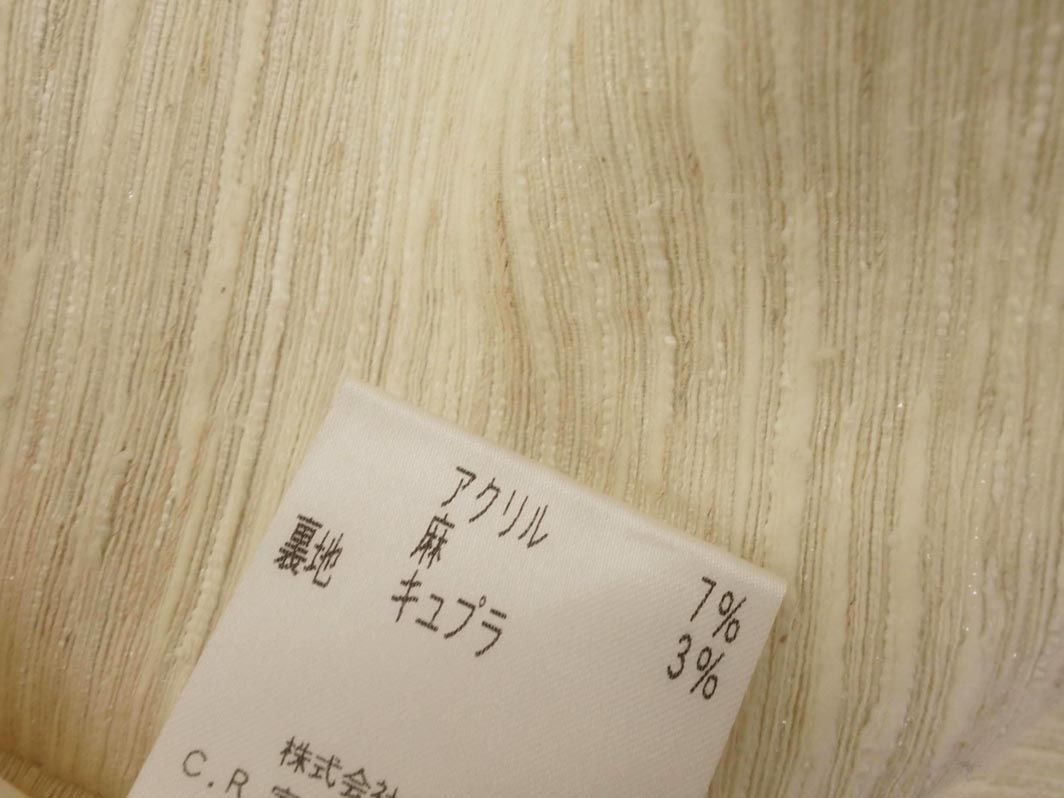 アクリル 7%
麻 3%
裏地 キュプラ
株式会社
C.R